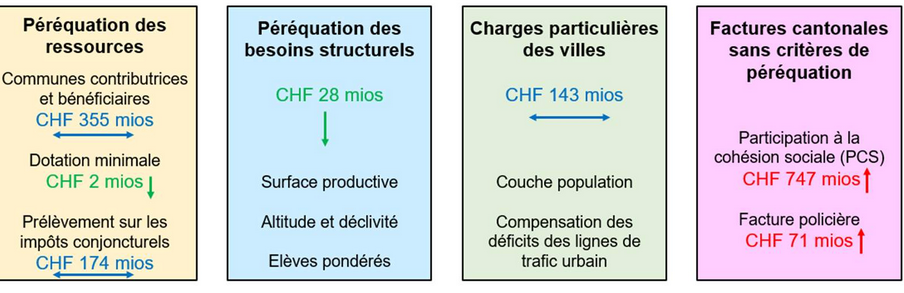 Péréquation des
ressources
Communes contributrices
et bénéficiaires
CHF 355 mios
Dotation minimale
CHF 2 mios
Prélèvement sur les
impôts conjoncturels
CHF 174 mios
Péréquation des
besoins structurels
CHF 28 mios
Surface productive
Altitude et déclivité
Elèves pondérés
Charges particulières
des villes
CHF 143 mios
Couche population
Compensation des
déficits des lignes de
trafic urbain
Factures cantonales
sans critères de
péréquation
Participation à la
cohésion sociale (PCS)
CHF 747 mios
Facture policière
CHF 71 mios